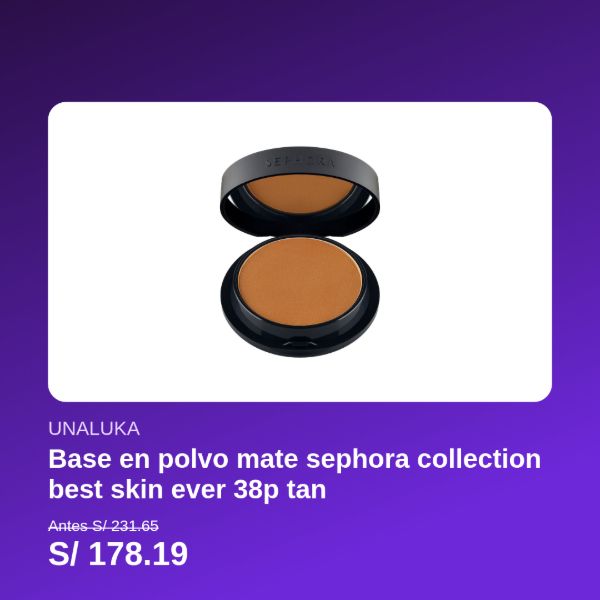 SEPHORA
UNALUKA
Base en polvo mate sephora collection
best skin ever 38p tan
Antes S/ 231.65
S/ 178.19